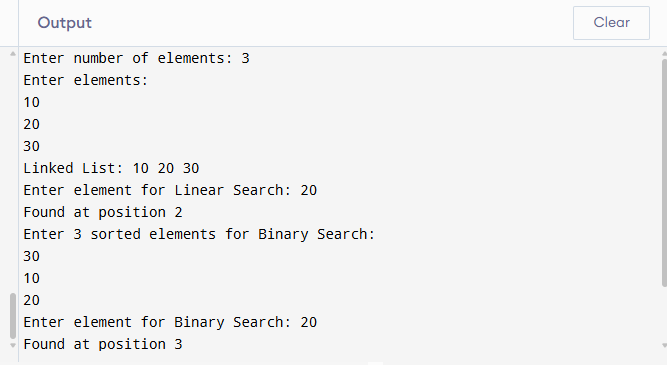 Output
Clear
Enter number of elements: 3
Enter elements:
10
20
30
Linked List: 10 20 30
Enter element for Linear Search: 20
Found at position 2
Enter 3 sorted elements for Binary Search:
30
10
20
Enter element for Binary Search: 20
Found at position 3